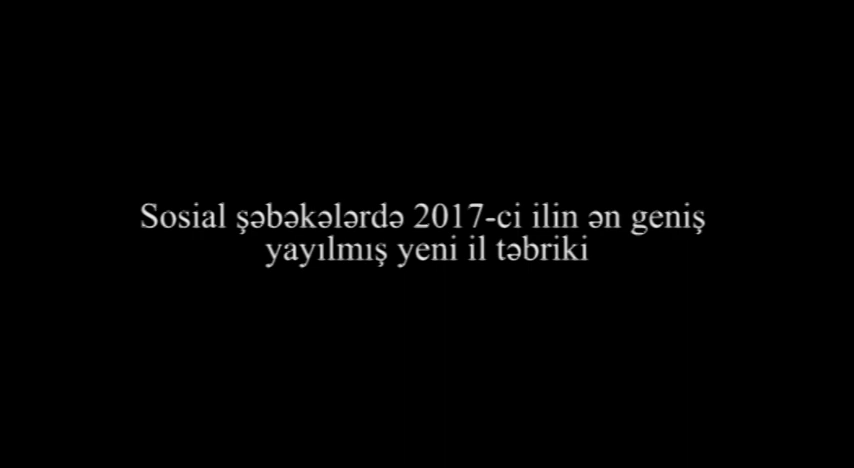 Sosial şəbəkələrdə 2017-ci ilin ən geniş
yayılmış yeni il təbriki